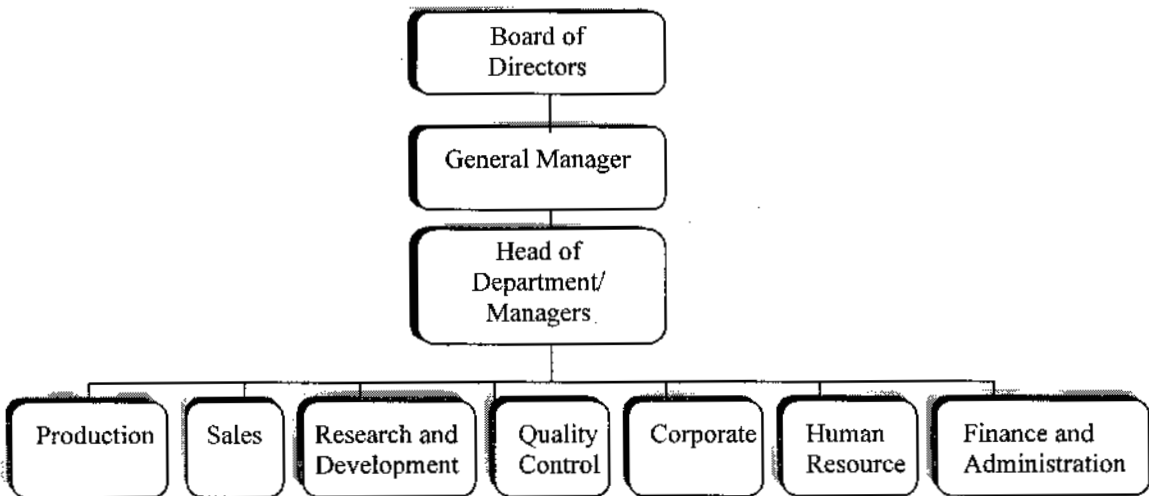 Board of
Directors
General Manager
Head of
Department/
Managers
Production
Sales
Research and
Development
Quality
Control
Corporate
Human
Resource
Finance and
Administration